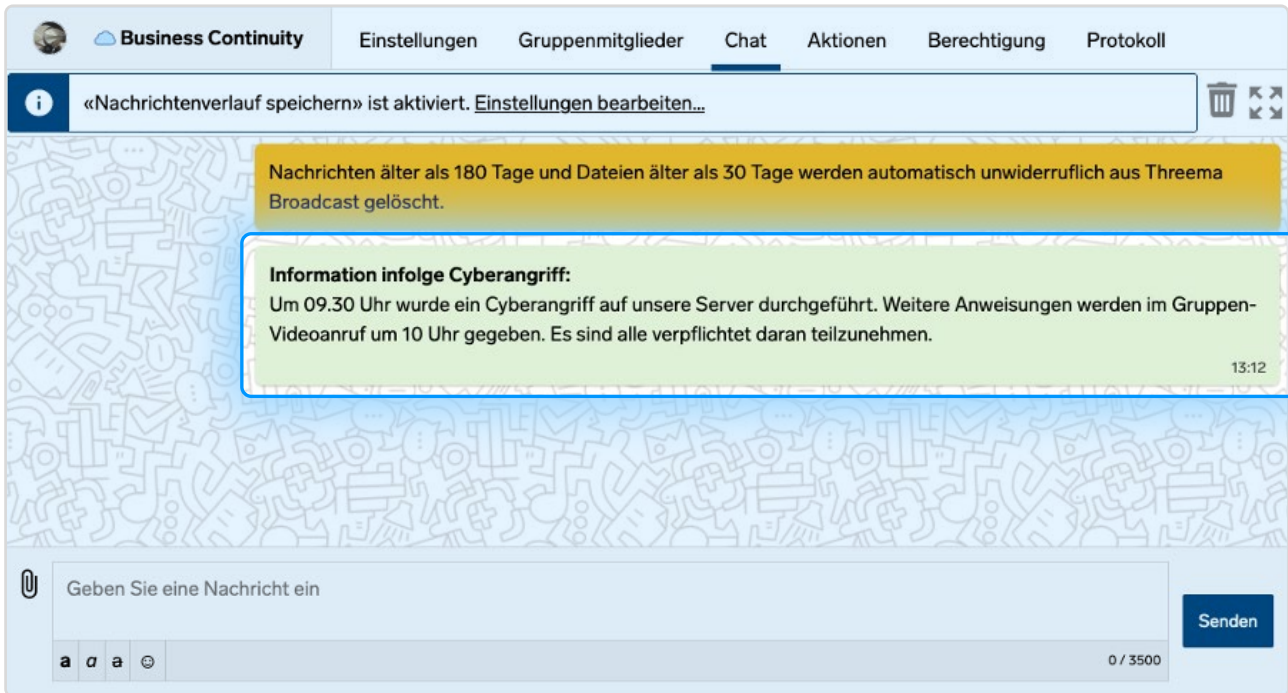 Business Continuity Einstellungen Gruppenmitglieder Chat Aktionen Berechtigung Protokoll
«Nachrichtenverlauf speichern» ist aktiviert. Einstellungen bearbeiten...
Nachrichten älter als 180 Tage und Dateien älter als 30 Tage werden automatisch unwiderruflich aus Threema
Broadcast gelöscht.
Information infolge Cyberangriff:
Um 09.30 Uhr wurde ein Cyberangriff auf unsere Server durchgeführt. Weitere Anweisungen werden im Gruppen-
Videoanruf um 10 Uhr gegeben. Es sind alle verpflichtet daran teilzunehmen.
13:12
Geben Sie eine Nachricht ein
Senden
a a a 0 / 3500